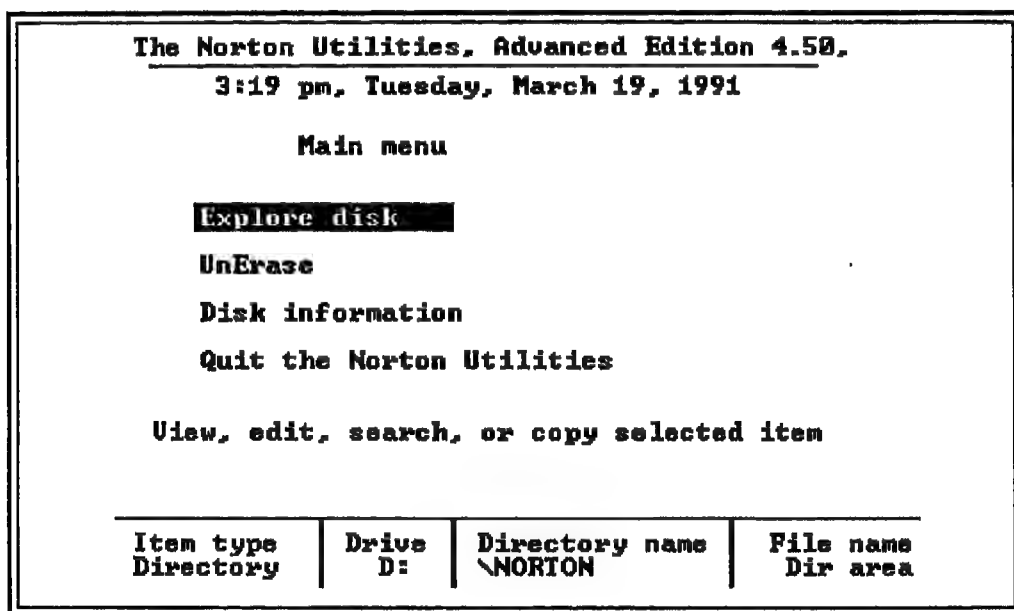 The Norton Utilities, Advanced Edition 4.50,
3:19 pm, Tuesday, March 19, 1991
Main menu
Explore disk
UnErase
Disk information
Quit the Norton Utilities
View, edit, search, or copy selected item
Item type Drive Directory name File name
Directory D: \NORTON Dir area